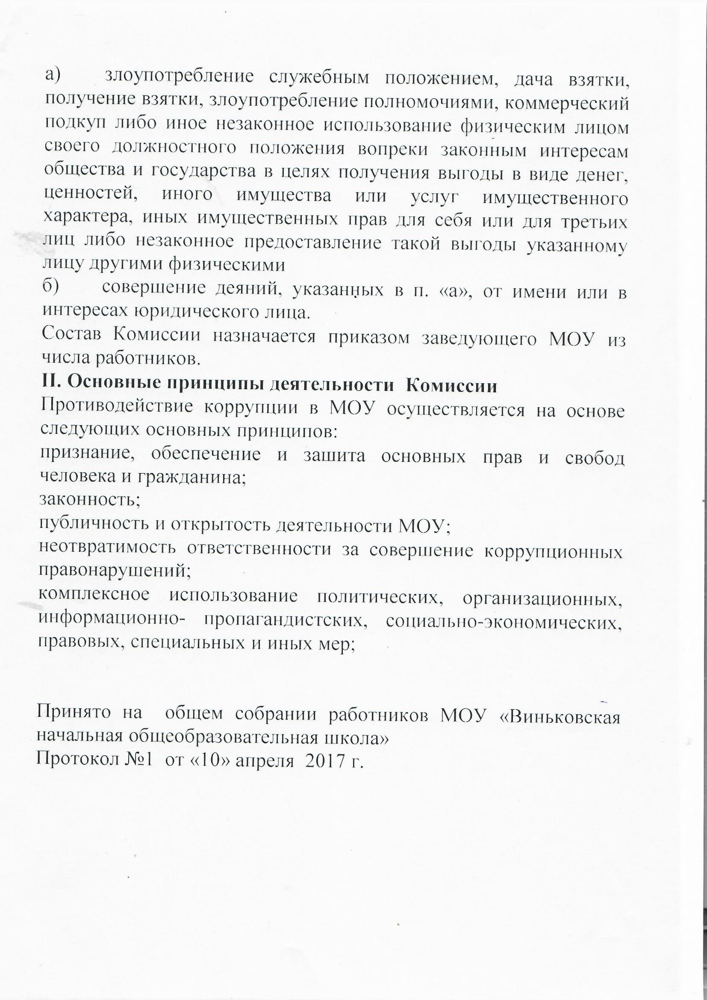 а) злоупотребление служебным положением, дача взятки,
получение взятки, злоупотребление полномочиями, коммерческий
подкуп либо иное незаконное использование физическим лицом
своего должностного положения вопреки законным интересам
общества и государства в целях получения выгоды в виде денег,
ценностей, иного имущества или услуг имущественного
характера, иных имущественных прав для себя или для третьих
лиц либо незаконное предоставление такой выгоды указанному
лицу другими физическими
б) совершение деяний, указанных в п. «а», от имени или в
интересах юридического лица.
Состав Комиссии назначается приказом заведующего МОУ из
числа работников.
II. Основные принципы деятельности Комиссии
Противодействие коррупции в МОУ осуществляется на основе
следующих основных принципов:
признание, обеспечение и зашита основных прав и свобод
человека и гражданина;
законность;
публичность и открытость деятельности МОУ;
неотвратимость ответственности за совершение коррупционных
правонарушений;
комплексное использование политических, организационных,
информационно- пропагандистских, социально-экономических,
правовых, специальных и иных мер;
Принято на общем собрании работников МОУ «Виньковская
начальная общеобразовательная школа»
Протокол №1 от «10» апреля 2017 г.